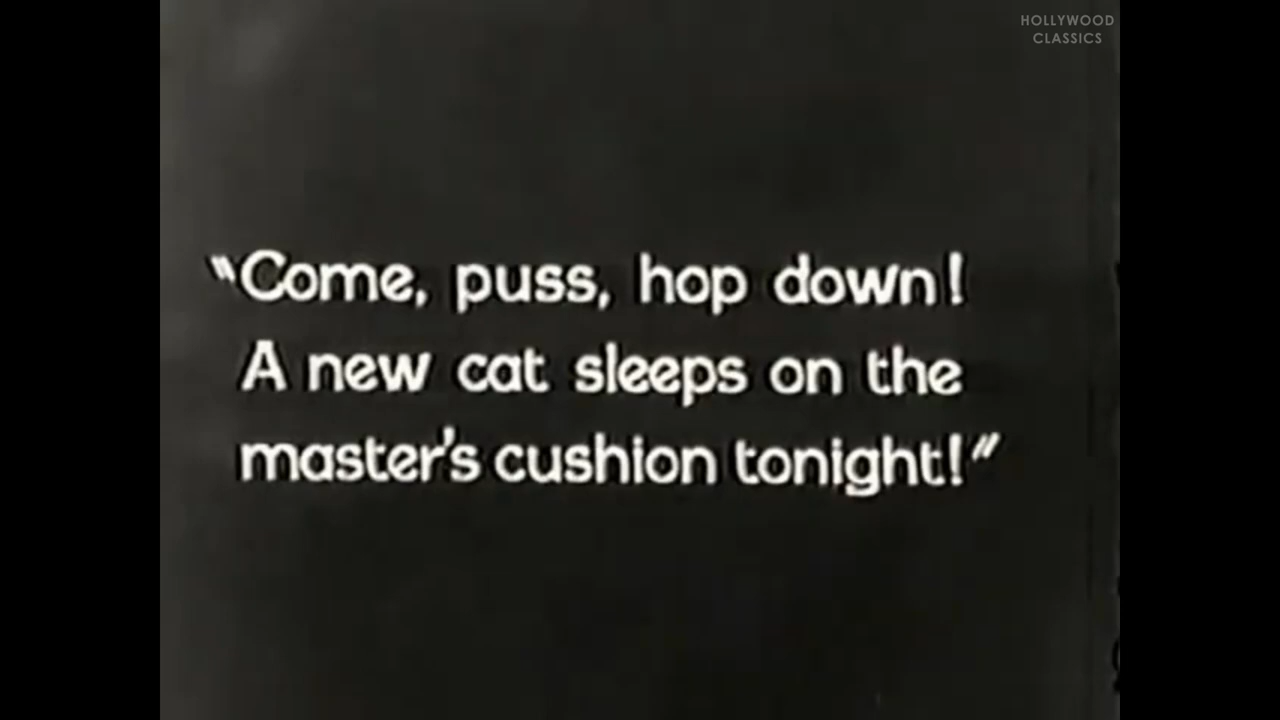 HOLLYWOOD
CLASSICS
"Come, puss, hop down!
A new cat sleeps on the
master's cushion tonight!"